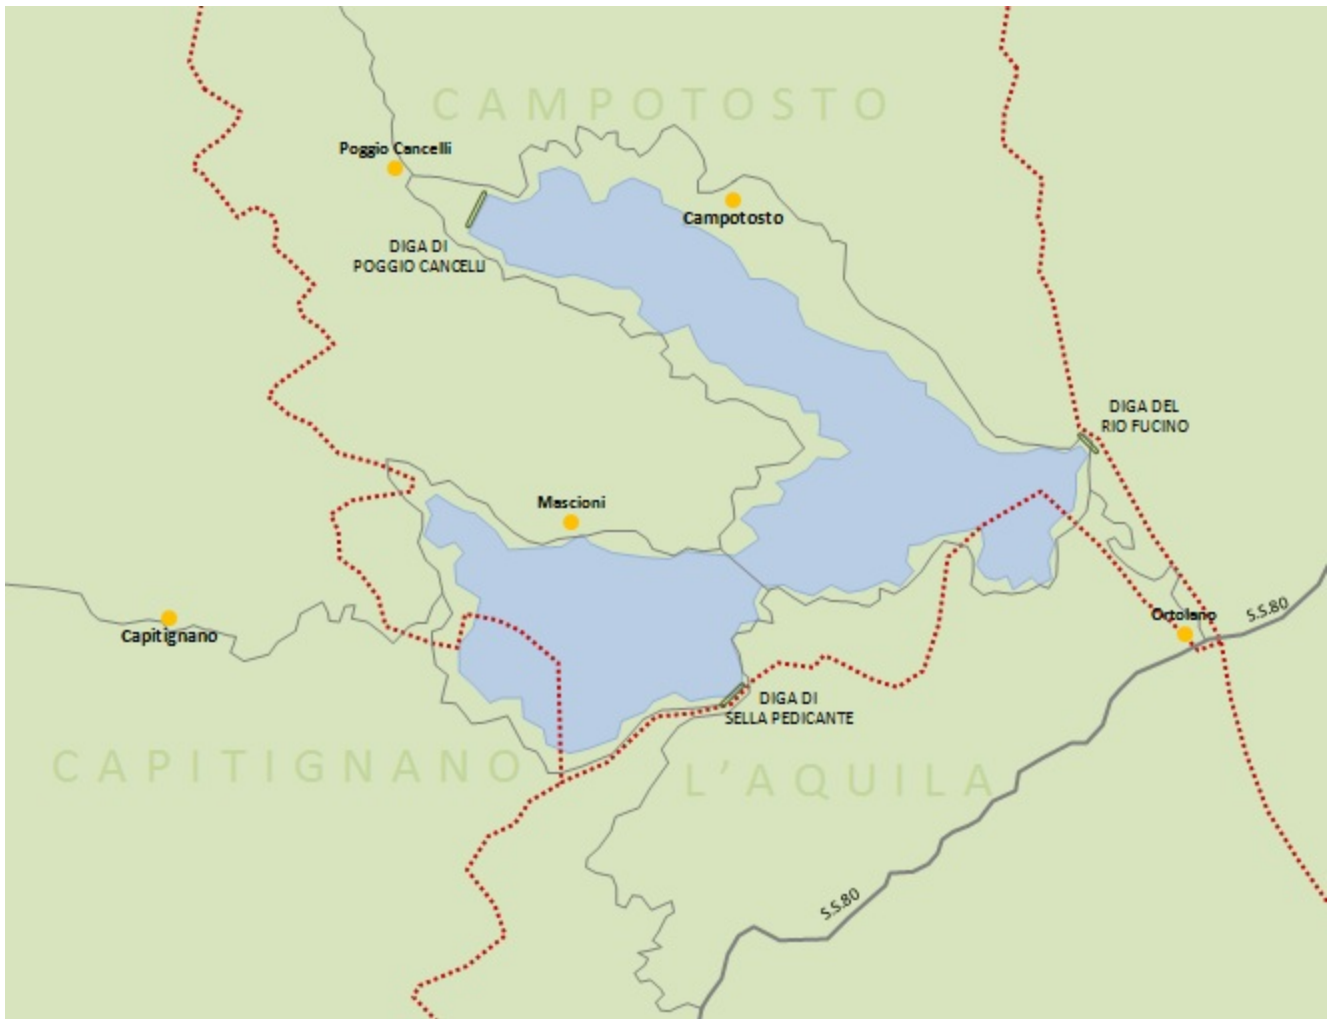 CAMPOTOSTO
Poggio Cancelli
Campotosto
DIGA DI
POGGIO CANCELLI
DIGA DEL
RIO FUCINO
Mascioni
S.S.80
Ortolano
Capitignano
DIGA DI
SELLA PEDICANTE
CAPITIGNANO
L'AQUILA
S.S.80